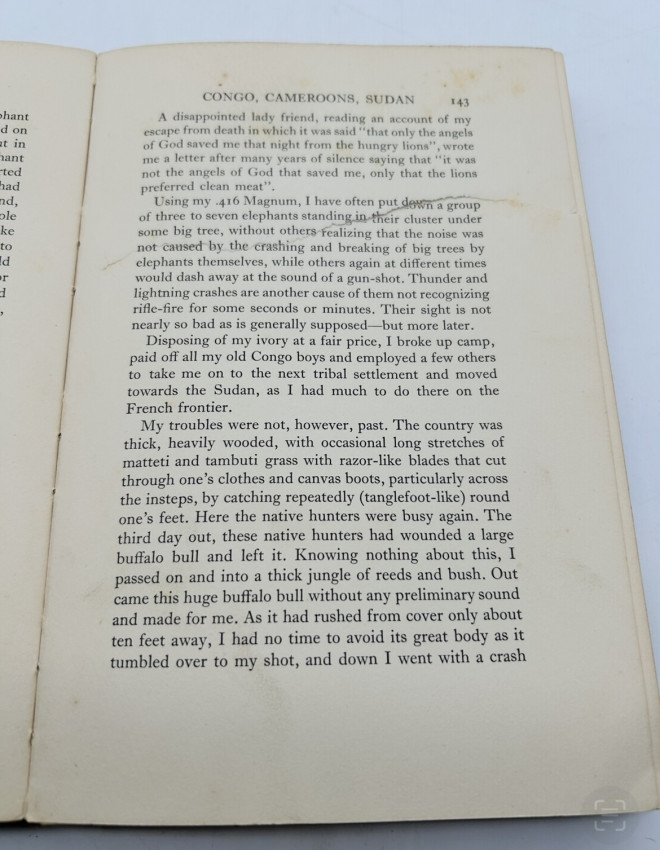 phant
d on
at in
hant
rted
had
nd,
ole
ke
to
ld
or
d
,
CONGO, CAMEROONS, SUDAN 143
A disappointed lady friend, reading an account of my
escape from death in which it was said "that only the angels
of God saved me that night from the hungry lions", wrote
me a letter after many years of silence saying that "it was
not the angels of God that saved me, only that the lions
preferred clean meat".
Using my .416 Magnum, I have often put down a group
of three to seven elephants standing in their cluster under
some big tree, without others realizing that the noise was
not caused by the crashing and breaking of big trees by
elephants themselves, while others again at different times
would dash away at the sound of a gun-shot. Thunder and
lightning crashes are another cause of them not recognizing
rifle-fire for some seconds or minutes. Their sight is not
nearly so bad as is generally supposed—but more later.
Disposing of my ivory at a fair price, I broke up camp,
paid off all my old Congo boys and employed a few others
to take me on to the next tribal settlement and moved
towards the Sudan, as I had much to do there on the
French frontier.
My troubles were not, however, past. The country was
thick, heavily wooded, with occasional long stretches of
matteti and tambuti grass with razor-like blades that cut
through one's clothes and canvas boots, particularly across
the insteps, by catching repeatedly (tanglefoot-like) round
one's feet. Here the native hunters were busy again. The
third day out, these native hunters had wounded a large
buffalo bull and left it. Knowing nothing about this, I
passed on and into a thick jungle of reeds and bush. Out
came this huge buffalo bull without any preliminary sound
and made for me. As it had rushed from cover only about
ten feet away, I had no time to avoid its great body as it
tumbled over to my shot, and down I went with a crash